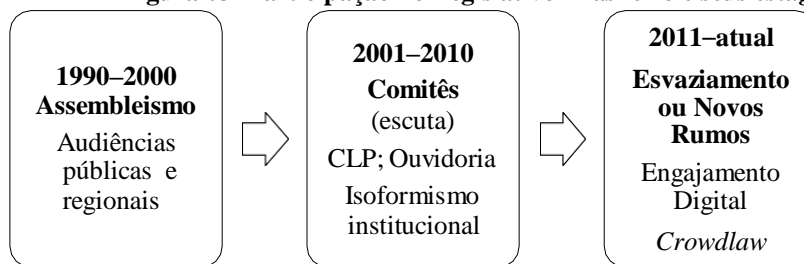 1990–2000
Assembleismo
Audiências
públicas e
regionais
2001–2010
Comitês
(escuta)
CLP; Ouvidoria
Isoformismo
institucional
2011–atual
Esvaziamento
ou Novos
Rumos
Engajamento
Digital
Crowdlaw